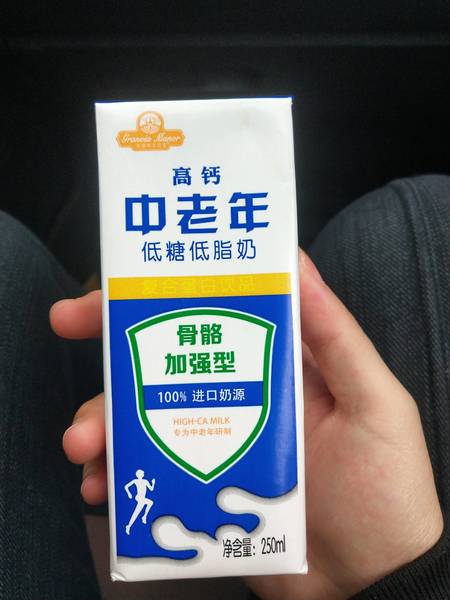 Granvia Manor
高钙
中老年
低糖低脂奶
复合蛋白饮品
骨骼
加强型
100% 进口奶源
HIGH-CA MILK
专为中老年研制
净含量: 250ml